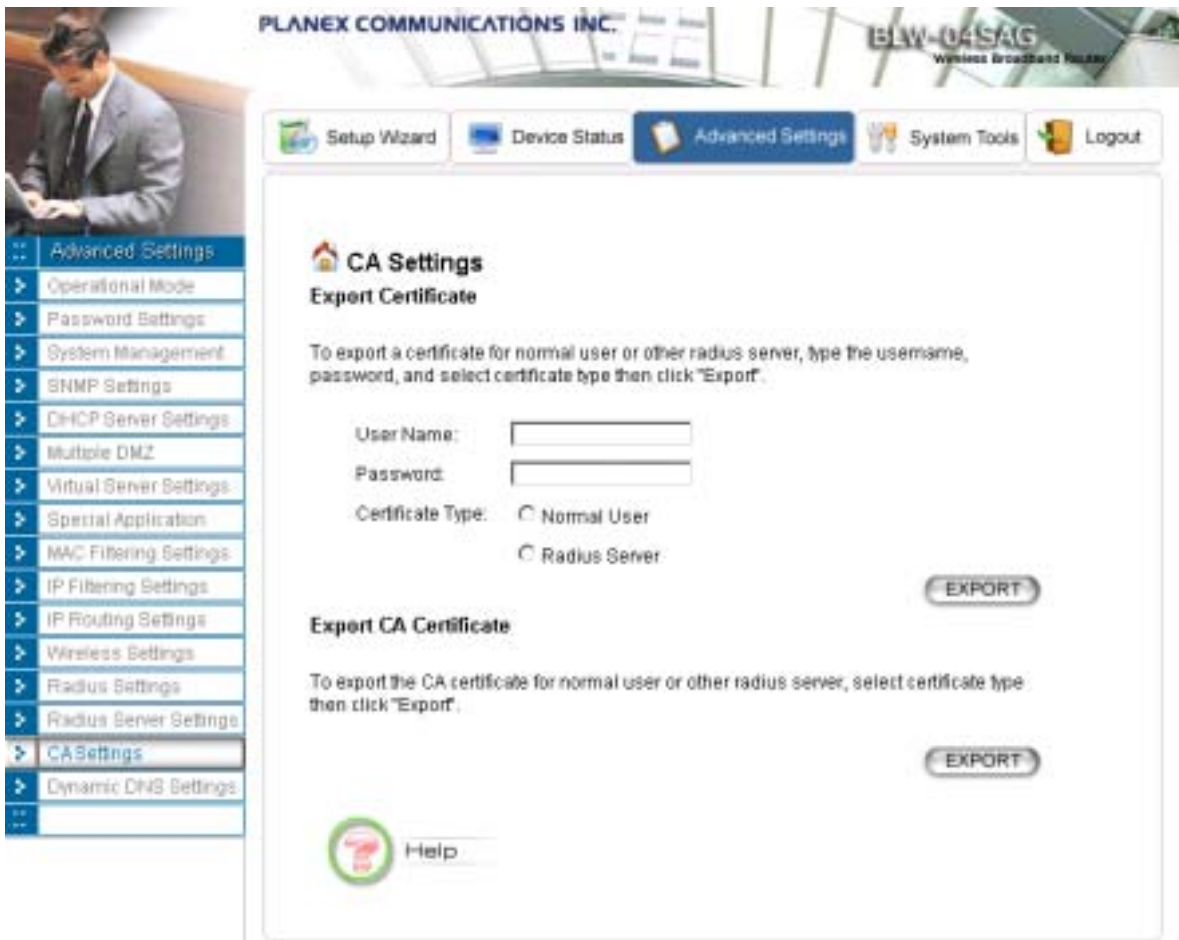 PLANEX COMMUNICATIONS INC.
BLW-04SAG
Wireless Broadband Router
Setup Wizard
Device Status
Advanced Settings
System Tools
Logout
Advanced Settings
Operational Mode
Password Settings
System Management
SNMP Settings
DHCP Server Settings
Multiple DMZ
Virtual Server Settings
Special Application
MAC Filtering Settings
IP Filtering Settings
IP Routing Settings
Wireless Settings
Radius Settings
Radius Server Settings
CA Settings
Dynamic DNS Settings
CA Settings
Export Certificate
To export a certificate for normal user or other radius server, type the username,
password, and select certificate type then click "Export".
User Name:
Password:
Certificate Type:
Normal User
Radius Server
EXPORT
Export CA Certificate
To export the CA certificate for normal user or other radius server, select certificate type
then click "Export".
EXPORT
Help